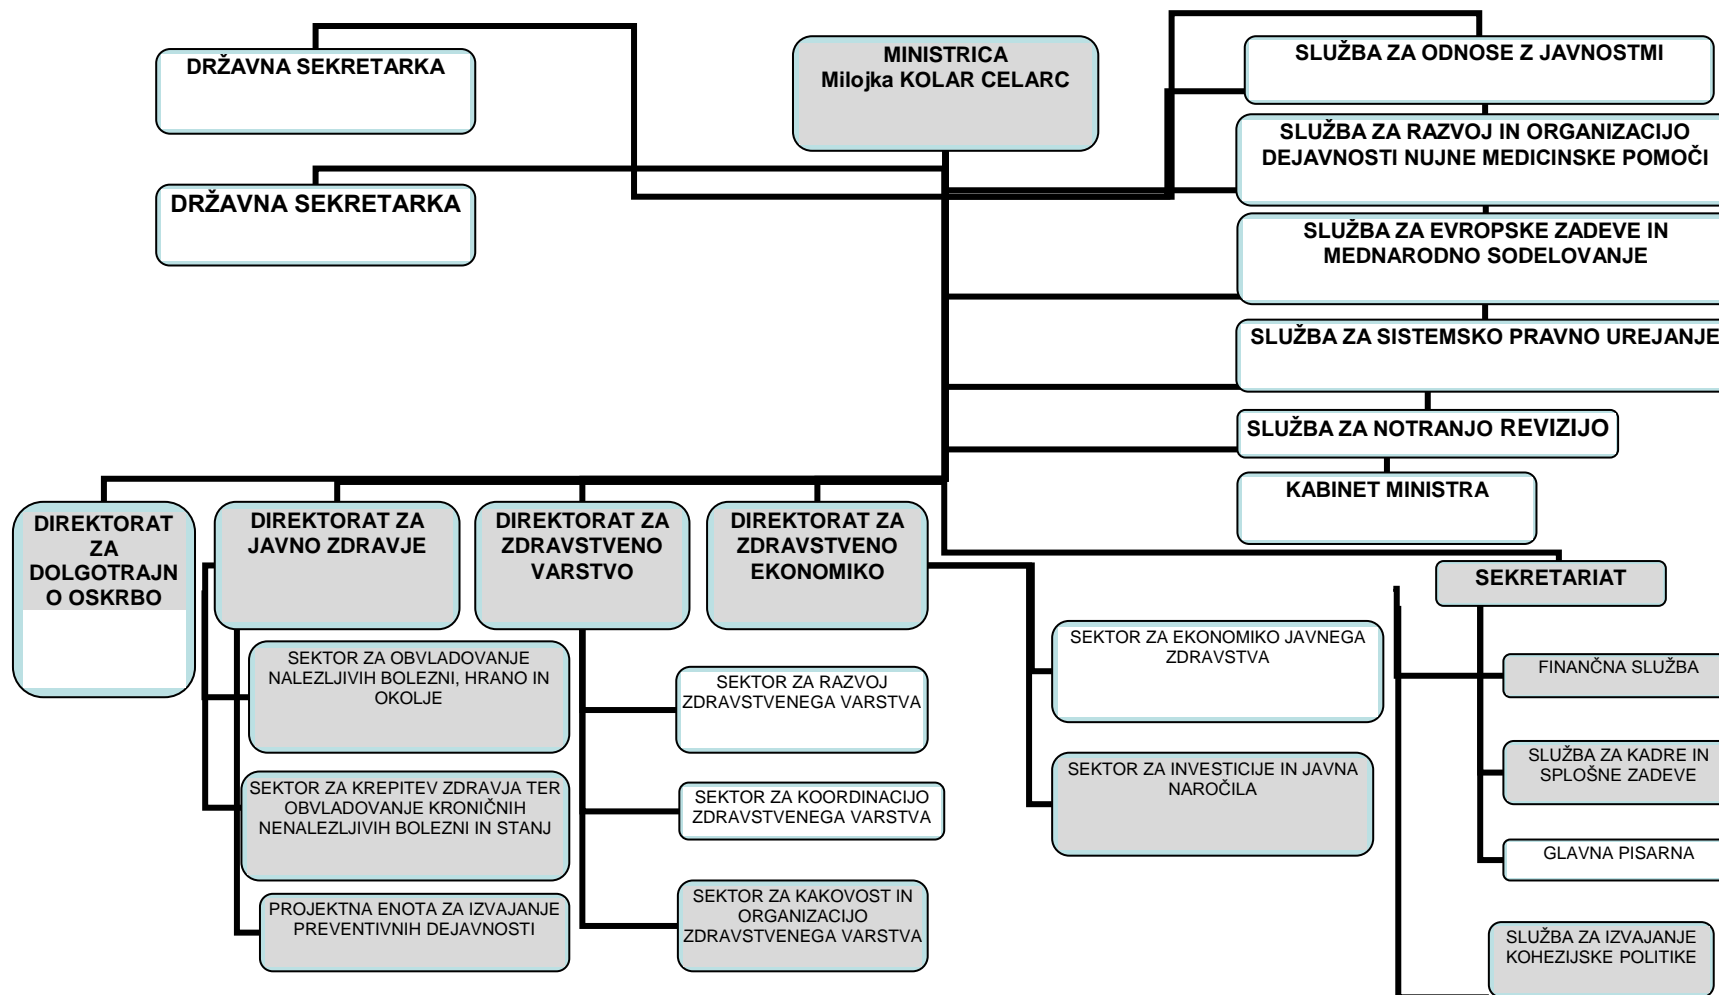 DRŽAVNA SEKRETARKA
DRŽAVNA SEKRETARKA
MINISTRICA
Milojka KOLAR CELARC
SLUŽBA ZA ODNOSE Z JAVNOSTMI
SLUŽBA ZA RAZVOJ IN ORGANIZACIJO
DEJAVNOSTI NUJNE MEDICINSKE POMOČI
SLUŽBA ZA EVROPSKE ZADEVE IN
MEDNARODNO SODELOVANJE
SLUŽBA ZA SISTEMSKO PRAVNO UREJANJE
SLUŽBA ZA NOTRANJO REVIZIJO
KABINET MINISTRA
DIREKTORAT
ZA
DOLGOTRAJN
O OSKRBO
DIREKTORAT ZA
JAVNO ZDRAVJE
DIREKTORAT ZA
ZDRAVSTVENO
VARSTVO
DIREKTORAT ZA
ZDRAVSTVENO
EKONOMIKO
SEKRETARIAT
SEKTOR ZA OBVLADOVANJE
NALEZLJIVIH BOLEZNI, HRANO IN
OKOLJE
SEKTOR ZA KREPITEV ZDRAVJA TER
OBVLADOVANJE KRONIČNIH
NENALEZLJIVIH BOLEZNI IN STANJ
PROJEKTNA ENOTA ZA IZVAJANJE
PREVENTIVNIH DEJAVNOSTI
SEKTOR ZA RAZVOJ
ZDRAVSTVENEGA VARSTVA
SEKTOR ZA KOORDINACIJO
ZDRAVSTVENEGA VARSTVA
SEKTOR ZA KAKOVOST IN
ORGANIZACIJO
ZDRAVSTVENEGA VARSTVA
SEKTOR ZA EKONOMIKO JAVNEGA
ZDRAVSTVA
SEKTOR ZA INVESTICIJE IN JAVNA
NAROČILA
FINANČNA SLUŽBA
SLUŽBA ZA KADRE IN
SPLOŠNE ZADEVE
GLAVNA PISARNA
SLUŽBA ZA IZVAJANJE
KOHEZIJSKE POLITIKE